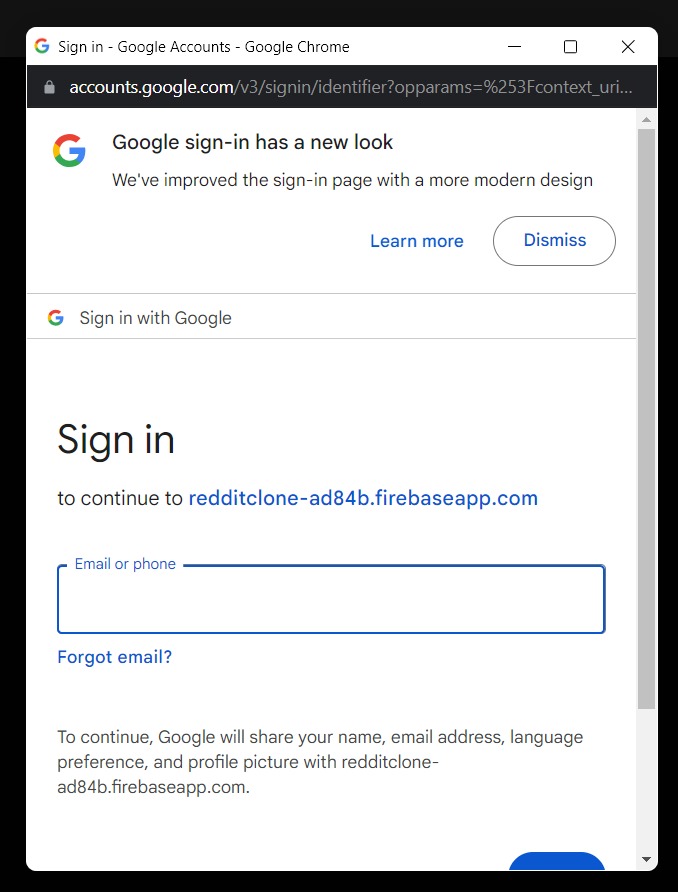 Sign in - Google Accounts - Google Chrome
accounts.google.com/v3/signin/identifier?opparams=%253Fcontext_uri...
Google sign-in has a new look
We've improved the sign-in page with a more modern design
Learn more
Dismiss
Sign in with Google
Sign in
to continue to redditclone-ad84b.firebaseapp.com
Email or phone
Forgot email?
To continue, Google will share your name, email address, language
preference, and profile picture with redditclone-
ad84b.firebaseapp.com.